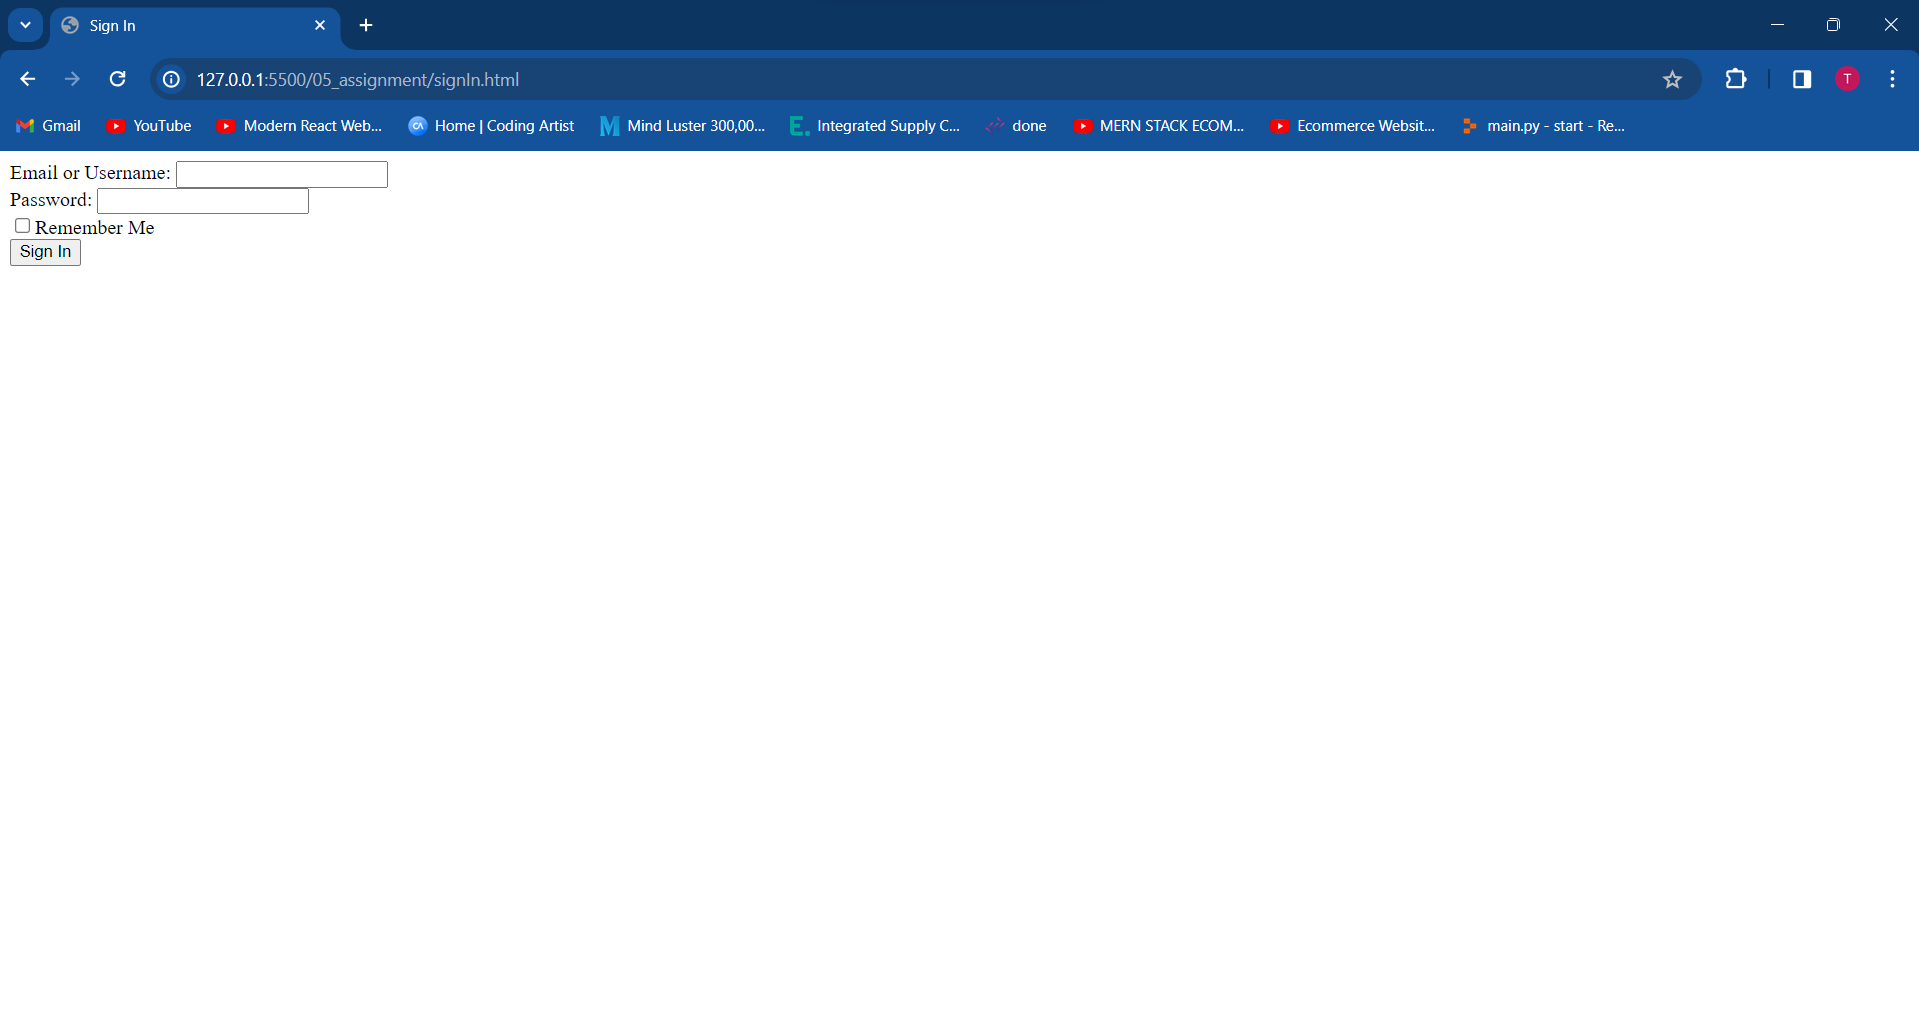 Sign In
127.0.0.1:5500/05_assignment/signIn.html
T
Gmail YouTube Modern React Web... Home | Coding Artist Mind Luster 300,00... Integrated Supply C... done MERN STACK ECOM... Ecommerce Websit... main.py - start - Re...
Email or Username:
Password:
Remember Me
Sign In